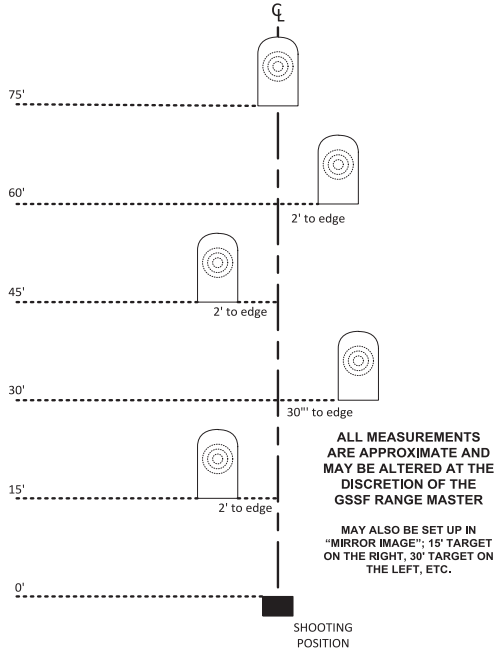 ℄
75'
60'
2' to edge
45'
2' to edge
30'
30"' to edge
ALL MEASUREMENTS
ARE APPROXIMATE AND
MAY BE ALTERED AT THE
DISCRETION OF THE
GSSF RANGE MASTER
15'
2' to edge
MAY ALSO BE SET UP IN
“MIRROR IMAGE”; 15' TARGET
ON THE RIGHT, 30' TARGET ON
THE LEFT, ETC.
0'
SHOOTING
POSITION